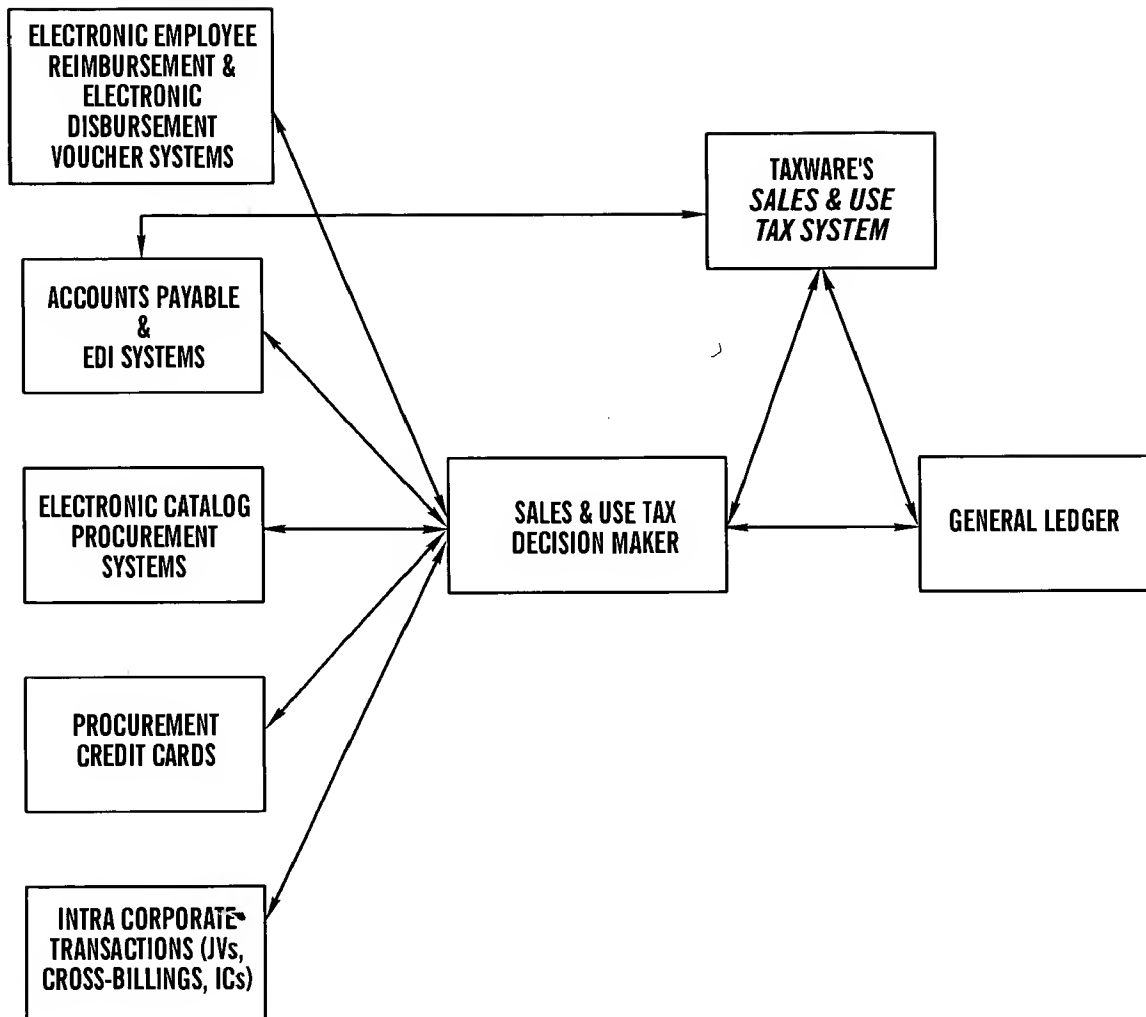 ELECTRONIC EMPLOYEE
REIMBURSEMENT &
ELECTRONIC
DISBURSEMENT
VOUCHER SYSTEMS
TAXWARE'S
SALES & USE
TAX SYSTEM
ACCOUNTS PAYABLE
&
EDI SYSTEMS
ELECTRONIC CATALOG
PROCUREMENT
SYSTEMS
SALES & USE TAX
DECISION MAKER
GENERAL LEDGER
PROCUREMENT
CREDIT CARDS
INTRA CORPORATE
TRANSACTIONS (JVs,
CROSS-BILLINGS, ICs)